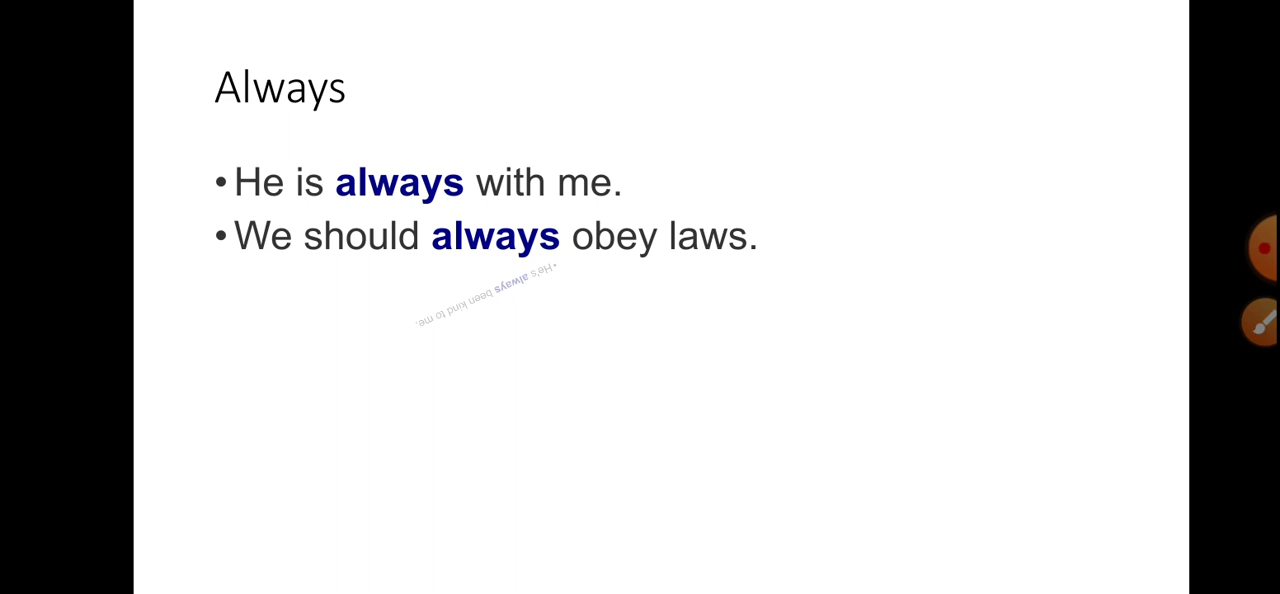 Always
• He is always with me.
• We should always obey laws.
• He's always been kind to me.